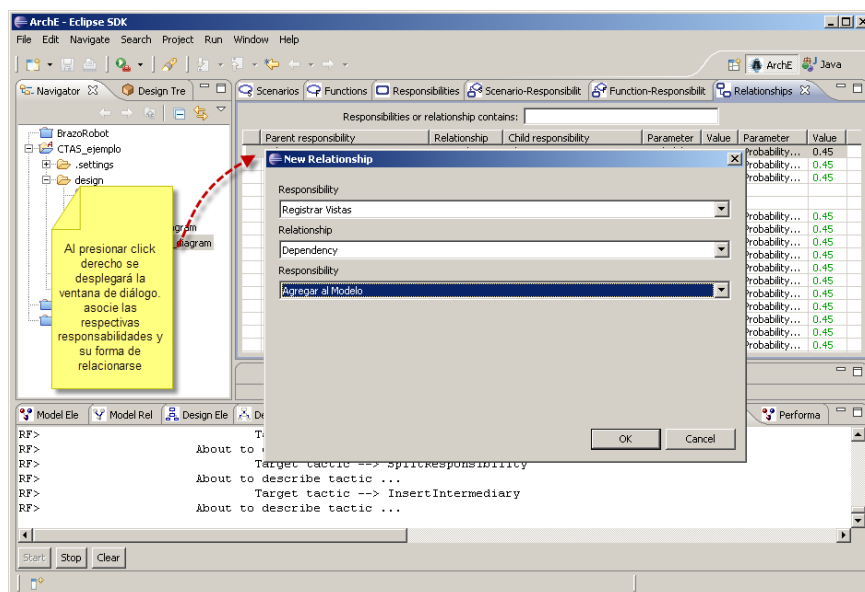 ArchE - Eclipse SDK
File Edit Navigate Search Project Run Window Help
ArchE Java
Navigator Design Tre Scenarios Functions Responsibilities Scenario-Responsibilit Function-Responsibilit Relationships
Responsibilities or relationship contains:
Parent responsibility Relationship Child responsibility Parameter Value Parameter Value
BrazoRobot
CTAS_ejemplo
.settings
design
agram
_diagram
Probability... 0.45
Probability... 0.45
Probability... 0.45
Probability... 0.45
Probability... 0.45
Probability... 0.45
Probability... 0.45
Probability... 0.45
Probability... 0.45
Probability... 0.45
Probability... 0.45
Probability... 0.45
Probability... 0.45
Probability... 0.45
New Relationship
Responsibility
Registrar Vistas
Relationship
Dependency
Responsibility
Agregar al Modelo
OK Cancel
Al presionar click
derecho se
desplegará la
ventana de diálogo.
asocie las
respectivas
responsabilidades y
su forma de
relacionarse
Model Ele Model Rel Design Ele De Performa
RF> Ta
RF> About to
RF> Target tactic --> SplitResponsibility
RF> About to describe tactic ...
RF> Target tactic --> InsertIntermediary
RF> About to describe tactic ...
Start Stop Clear